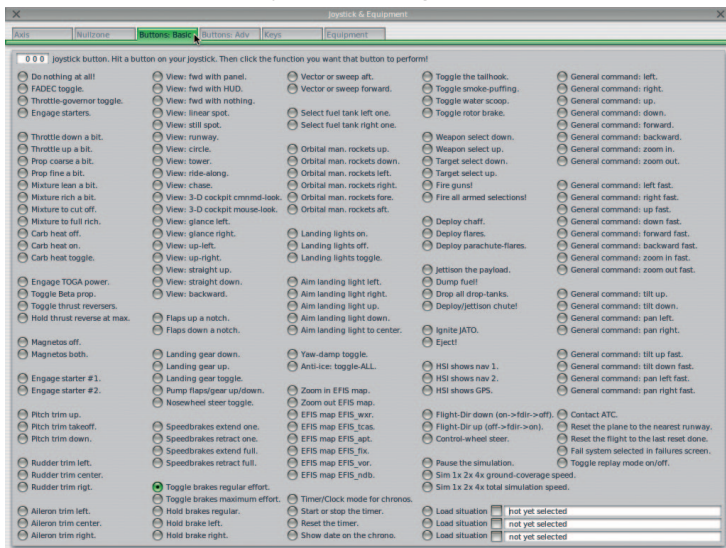 Joystick & Equipment
Axis
Nullzone
Buttons: Basic
Buttons: Adv
Keys
Equipment
0 0 0 joystick button. Hit a button on your joystick. Then click the function you want that button to perform!
Do nothing at all!
FADEC toggle.
Throttle-governor toggle.
Engage starters.
Throttle down a bit.
Throttle up a bit.
Prop coarse a bit.
Prop fine a bit.
Mixture lean a bit.
Mixture rich a bit.
Mixture to cut off.
Mixture to full rich.
Carb heat off.
Carb heat on.
Carb heat toggle.
Engage TOGA power.
Toggle Beta prop.
Toggle thrust reversers.
Hold thrust reverse at max.
Magnetos off.
Magnetos both.
Engage starter #1.
Engage starter #2.
Pitch trim up.
Pitch trim takeoff.
Pitch trim down.
Rudder trim left.
Rudder trim center.
Rudder trim rigt.
Aileron trim left.
Aileron trim center.
Aileron trim right.
View: fwd with panel.
View: fwd with HUD.
View: fwd with nothing.
View: linear spot.
View: still spot.
View: runway.
View: circle.
View: tower.
View: ride-along.
View: chase.
View: 3-D cockpit cmnmd-look.
View: 3-D cockpit mouse-look.
View: glance left.
View: glance right.
View: up-left.
View: up-right.
View: straight up.
View: straight down.
View: backward.
Flaps up a notch.
Flaps down a notch.
Landing gear down.
Landing gear up.
Landing gear toggle.
Pump flaps/gear up/down.
Nosewheel steer toggle.
Speedbrakes extend one.
Speedbrakes retract one.
Speedbrakes extend full.
Speedbrakes retract full.
Toggle brakes regular effort.
Toggle brakes maximum effort.
Hold brakes regular.
Hold brake left.
Hold brake right.
Vector or sweep aft.
Vector or sweep forward.
Select fuel tank left one.
Select fuel tank right one.
Orbital man. rockets up.
Orbital man. rockets down.
Orbital man. rockets left.
Orbital man. rockets right.
Orbital man. rockets fore.
Orbital man. rockets aft.
Landing lights on.
Landing lights off.
Landing lights toggle.
Aim landing light left.
Aim landing light right.
Aim landing light up.
Aim landing light down.
Aim landing light to center.
Yaw-damp toggle.
Anti-ice: toggle-ALL.
Zoom in EFIS map.
Zoom out EFIS map.
EFIS map EFIS_wxr.
EFIS map EFIS_tcas.
EFIS map EFIS_apt.
EFIS map EFIS_fix.
EFIS map EFIS_vor.
EFIS map EFIS_ndb.
Timer/Clock mode for chronos.
Start or stop the timer.
Reset the timer.
Show date on the chrono.
Toggle the tailhook.
Toggle smoke-puffing.
Toggle water scoop.
Toggle rotor brake.
Weapon select down.
Weapon select up.
Target select down.
Target select up.
Fire guns!
Fire all armed selections!
Deploy chaff.
Deploy flares.
Deploy parachute-flares.
Jettison the payload.
Dump fuel!
Drop all drop-tanks.
Deploy/jettison chute!
Ignite JATO.
Eject!
HSI shows nav 1.
HSI shows nav 2.
HSI shows GPS.
Flight-Dir down (on->fdir->off).
Flight-Dir up (off->fdir->on).
Control-wheel steer.
Pause the simulation.
Sim 1x 2x 4x ground-coverage speed.
Sim 1x 2x 4x total simulation speed.
Load situation not yet selected
Load situation not yet selected
Load situation not yet selected
General command: left.
General command: right.
General command: up.
General command: down.
General command: forward.
General command: backward.
General command: zoom in.
General command: zoom out.
General command: left fast.
General command: right fast.
General command: up fast.
General command: down fast.
General command: forward fast.
General command: backward fast.
General command: zoom in fast.
General command: zoom out fast.
General command: tilt up.
General command: tilt down.
General command: pan left.
General command: pan right.
General command: tilt up fast.
General command: tilt down fast.
General command: pan left fast.
General command: pan right fast.
Contact ATC.
Reset the plane to the nearest runway.
Reset the flight to the last reset done.
Fail system selected in failures screen.
Toggle replay mode on/off.